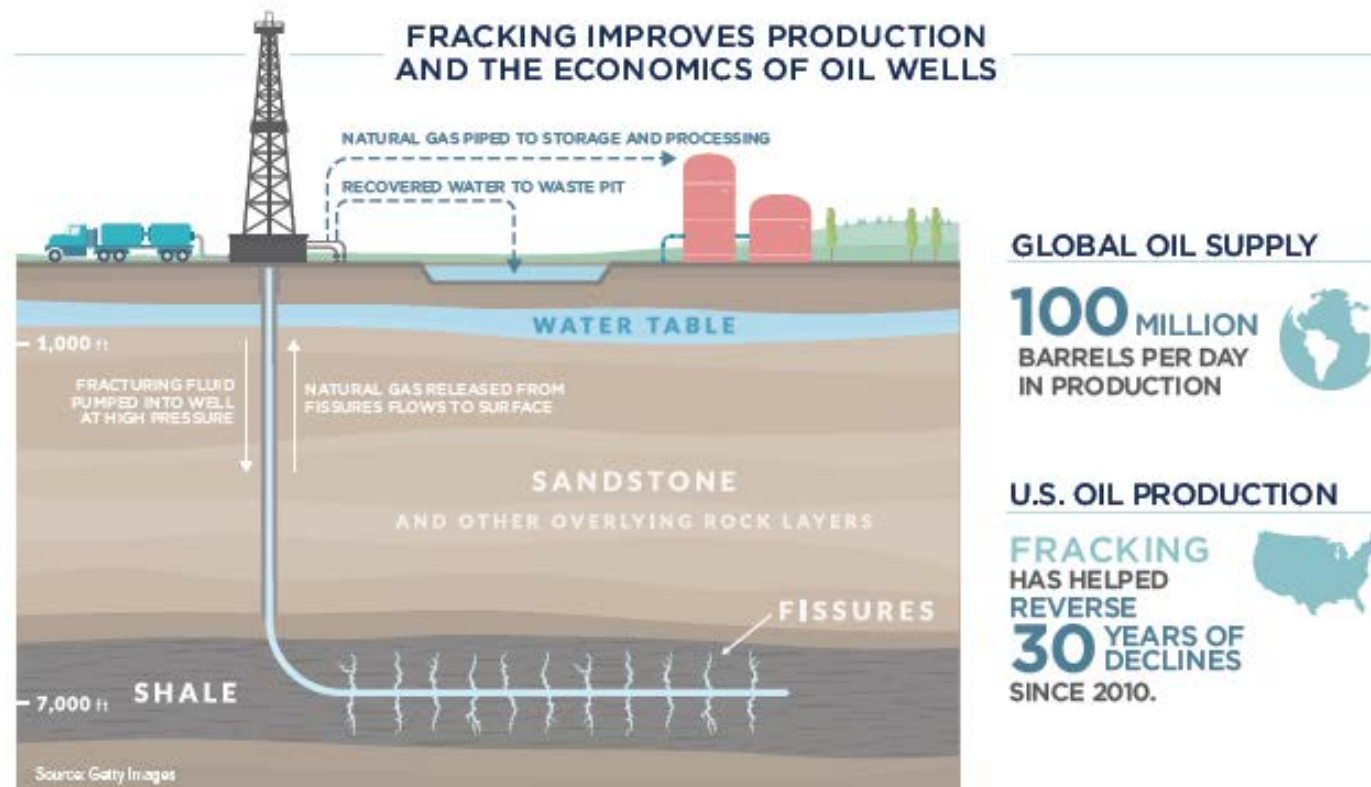 FRACKING IMPROVES PRODUCTION
AND THE ECONOMICS OF OIL WELLS
NATURAL GAS PIPED TO STORAGE AND PROCESSING
RECOVERED WATER TO WASTE PIT
WATER TABLE
1,000 ft
FRACTURING FLUID
PUMPED INTO WELL
AT HIGH PRESSURE
NATURAL GAS RELEASED FROM
FISSURES FLOWS TO SURFACE
SANDSTONE
AND OTHER OVERLYING ROCK LAYERS
FISSURES
SHALE
7,000 ft
Source: Getty Images
GLOBAL OIL SUPPLY
100 MILLION
BARRELS PER DAY
IN PRODUCTION
U.S. OIL PRODUCTION
FRACKING
HAS HELPED
REVERSE
30 YEARS OF
DECLINES
SINCE 2010.